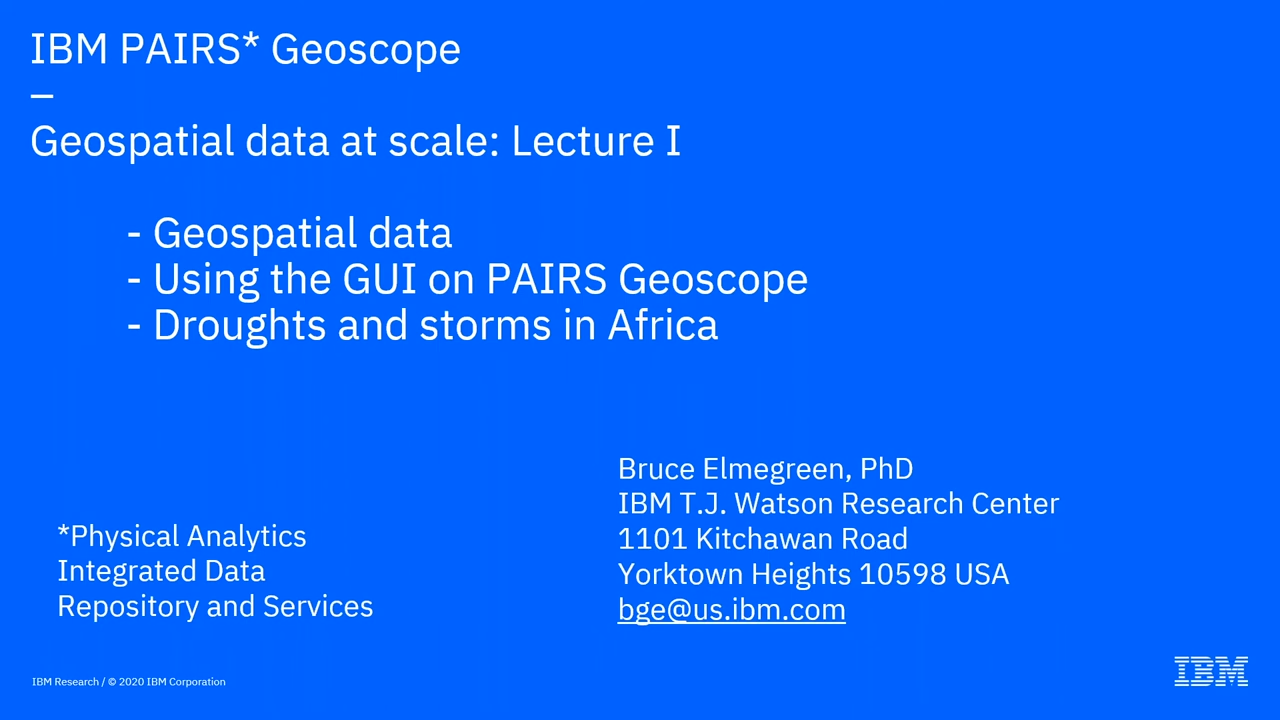 IBM PAIRS* Geoscope
–
Geospatial data at scale: Lecture I
- Geospatial data
- Using the GUI on PAIRS Geoscope
- Droughts and storms in Africa
*Physical Analytics
Integrated Data
Repository and Services
Bruce Elmegreen, PhD
IBM T.J. Watson Research Center
1101 Kitchawan Road
Yorktown Heights 10598 USA
bge@us.ibm.com
IBM Research / © 2020 IBM Corporation
IBM